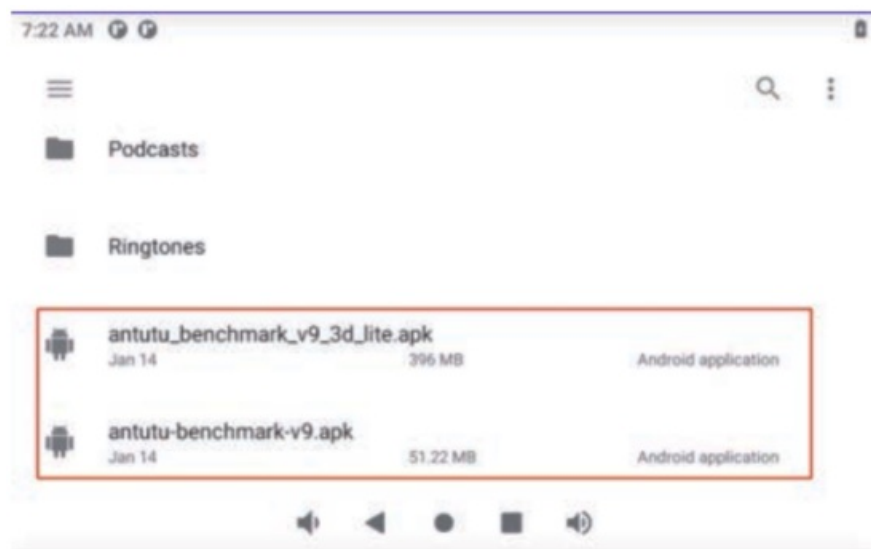 7:22 AM
Podcasts
Ringtones
antutu_benchmark_v9_3d_lite.apk
Jan 14 396 MB Android application
antutu-benchmark-v9.apk
Jan 14 51.22 MB Android application